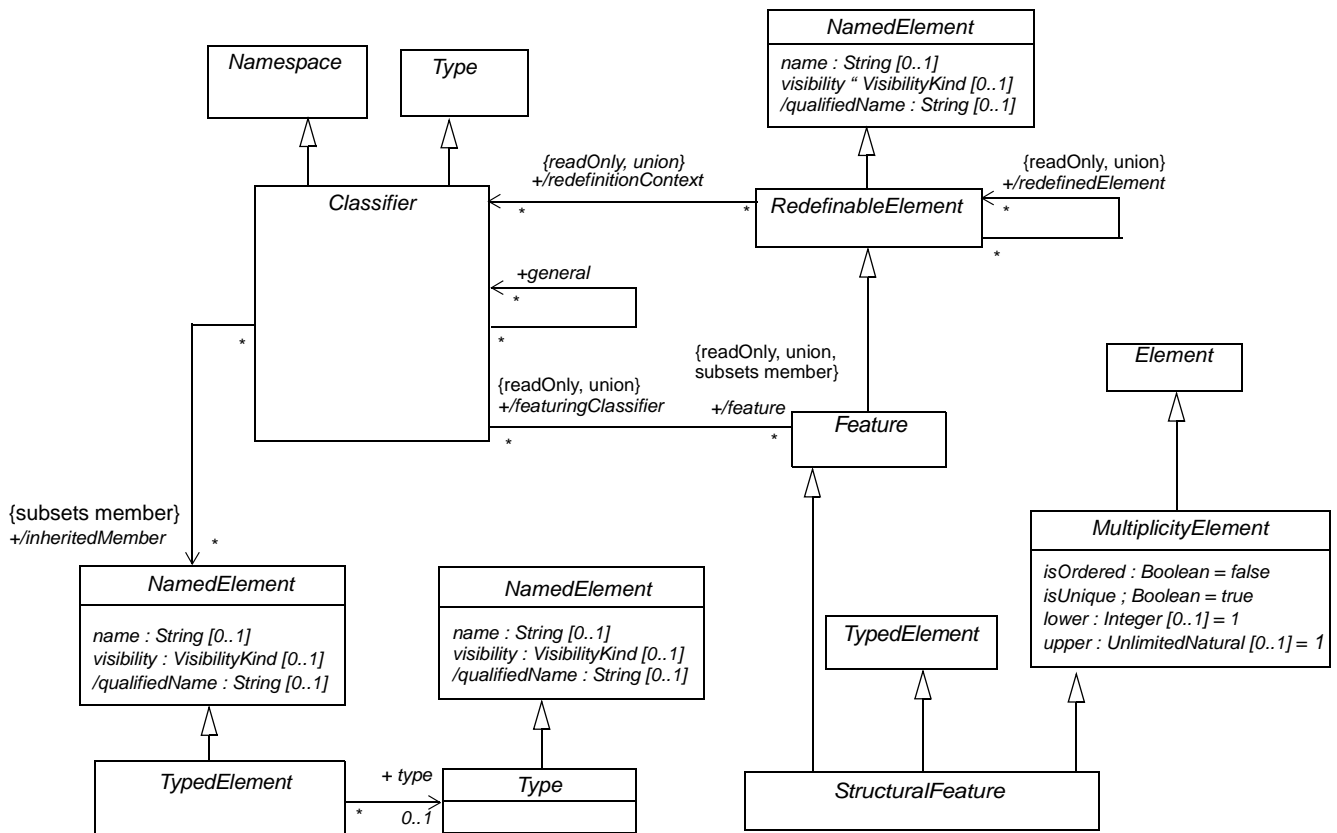 NamedElement
name : String [0..1]
visibility “ VisibilityKind [0..1]
/qualifiedName : String [0..1]
Namespace
Type
{readOnly, union}
+/redefinitionContext
*
*
Classifier
RedefinableElement
{readOnly, union}
+/redefinedElement
*
*
+general
*
*
*
{readOnly, union}
+/featuringClassifier
*
{readOnly, union,
subsets member}
+/feature
*
Feature
Element
{subsets member}
+/inheritedMember
*
MultiplicityElement
isOrdered : Boolean = false
isUnique ; Boolean = true
lower : Integer [0..1] = 1
upper : UnlimitedNatural [0..1] = 1
NamedElement
name : String [0..1]
visibility : VisibilityKind [0..1]
/qualifiedName : String [0..1]
NamedElement
name : String [0..1]
visibility : VisibilityKind [0..1]
/qualifiedName : String [0..1]
TypedElement
TypedElement
+ type
*
0..1
Type
StructuralFeature